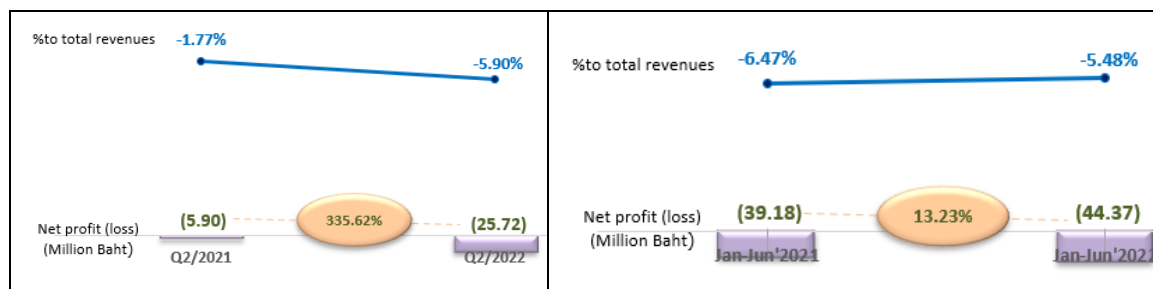 %to total revenues
-1.77%
-5.90%
Net profit (loss)
(Million Baht)
(5.90)
335.62%
(25.72)
Q2/2021
Q2/2022
%to total revenues
-6.47%
-5.48%
Net profit (loss)
(Million Baht)
(39.18)
13.23%
(44.37)
Jan-Jun'2021
Jan-Jun'2022